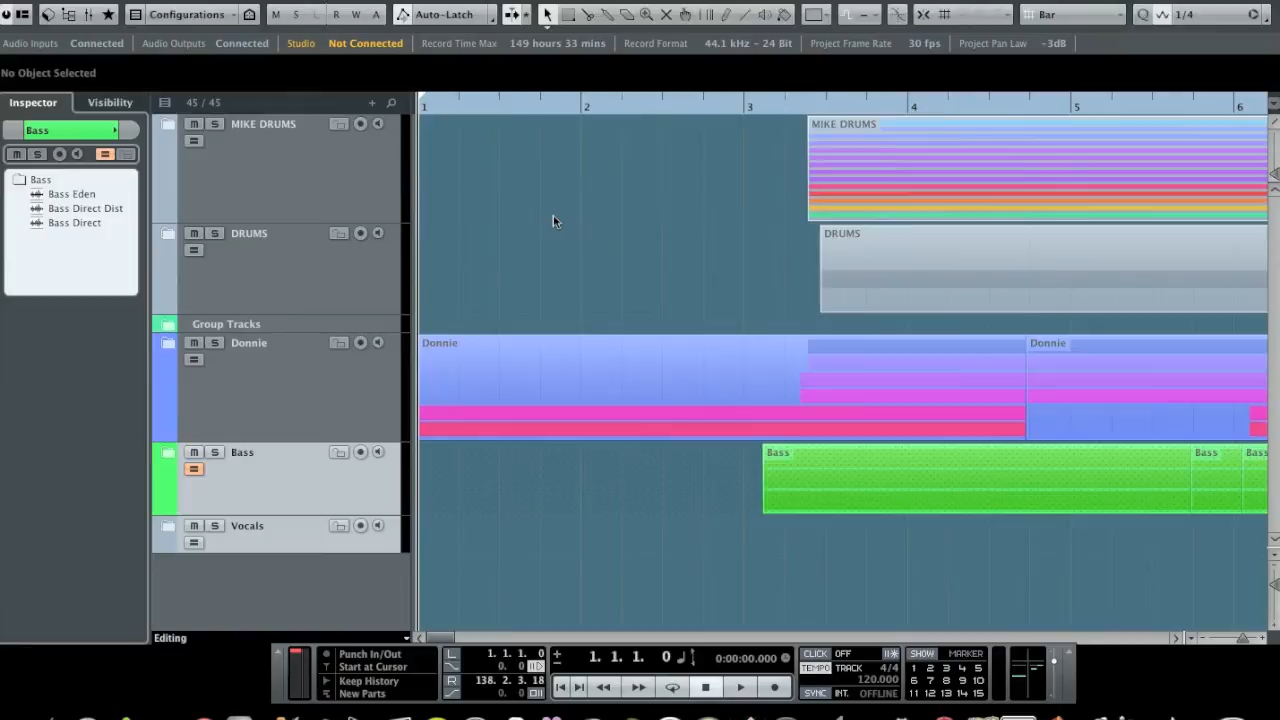 Configurations M S L R W A Auto-Latch Bar Q 1/4
Audio Inputs Connected Audio Outputs Connected Studio Not Connected Record Time Max 149 hours 33 mins Record Format 44.1 kHz - 24 Bit Project Frame Rate 30 fps Project Pan Law -3dB
No Object Selected
Inspector Visibility 45 / 45 + 1 2 3 4 5 6
Bass
M S
Bass
Bass Eden
Bass Direct Dist
Bass Direct
m S MIKE DRUMS
m S DRUMS
Group Tracks
m S Donnie
m S Bass
m S Vocals
MIKE DRUMS
DRUMS
Donnie Donnie
Bass Bass Bass
Editing
Punch In/Out
Start at Cursor
Keep History
New Parts
L 1. 1. 1. 0
0. 0
R 138. 2. 3. 18
0. 0
1. 1. 1. 0 0:00:00.000
CLICK OFF
TEMPO TRACK 4/4
120.000
SYNC INT. OFFLINE
SHOW MARKER
1 2 3 4 5
6 7 8 9 10
11 12 13 14 15